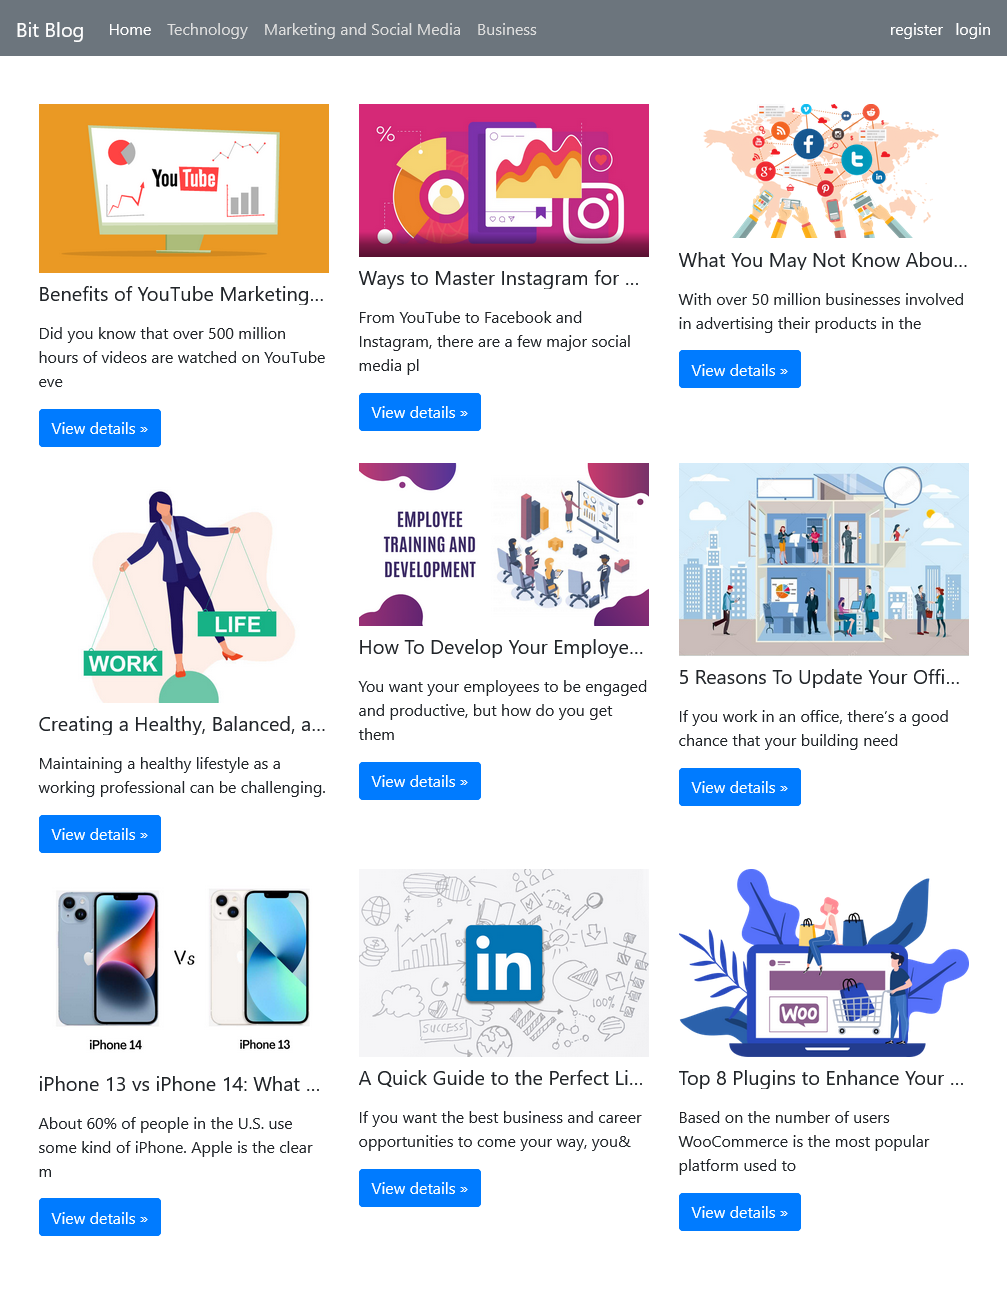 Bit Blog Home Technology Marketing and Social Media Business register login
YouTube
Benefits of YouTube Marketing...
Did you know that over 500 million
hours of videos are watched on YouTube
eve
View details »
%
Ways to Master Instagram for ...
From YouTube to Facebook and
Instagram, there are a few major social
media pl
View details »
What You May Not Know Abou...
With over 50 million businesses involved
in advertising their products in the
View details »
LIFE
WORK
Creating a Healthy, Balanced, a...
Maintaining a healthy lifestyle as a
working professional can be challenging.
View details »
EMPLOYEE
TRAINING AND
DEVELOPMENT
How To Develop Your Employe...
You want your employees to be engaged
and productive, but how do you get
them
View details »
5 Reasons To Update Your Offi...
If you work in an office, there’s a good
chance that your building need
View details »
Vs
iPhone 14 iPhone 13
iPhone 13 vs iPhone 14: What ...
About 60% of people in the U.S. use
some kind of iPhone. Apple is the clear
m
View details »
A B C
IDEA
in
100%
SUCCESS
A Quick Guide to the Perfect Li...
If you want the best business and career
opportunities to come your way, you&
View details »
WOO
Top 8 Plugins to Enhance Your ...
Based on the number of users
WooCommerce is the most popular
platform used to
View details »